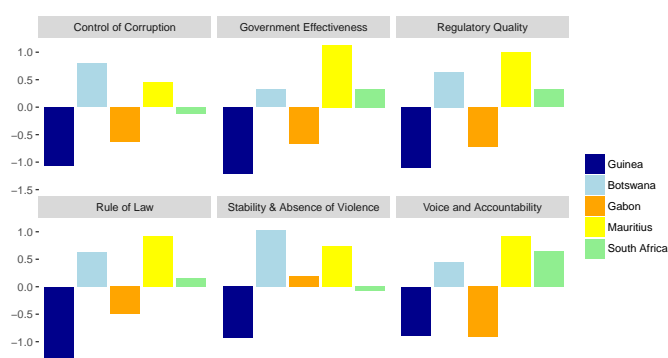 Control of Corruption
Government Effectiveness
Regulatory Quality
1.0
0.5
0.0
−0.5
−1.0
−1.5
Rule of Law
Stability & Absence of Violence
Voice and Accountability
1.0
0.5
0.0
−0.5
−1.0
Guinea
Botswana
Gabon
Mauritius
South Africa